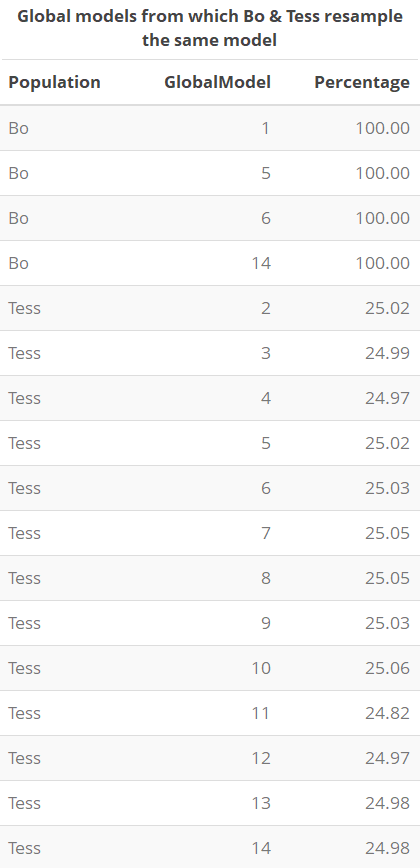 Global models from which Bo & Tess resample
the same model
Population GlobalModel Percentage
Bo 1 100.00
Bo 5 100.00
Bo 6 100.00
Bo 14 100.00
Tess 2 25.02
Tess 3 24.99
Tess 4 24.97
Tess 5 25.02
Tess 6 25.03
Tess 7 25.05
Tess 8 25.05
Tess 9 25.03
Tess 10 25.06
Tess 11 24.82
Tess 12 24.97
Tess 13 24.98
Tess 14 24.98